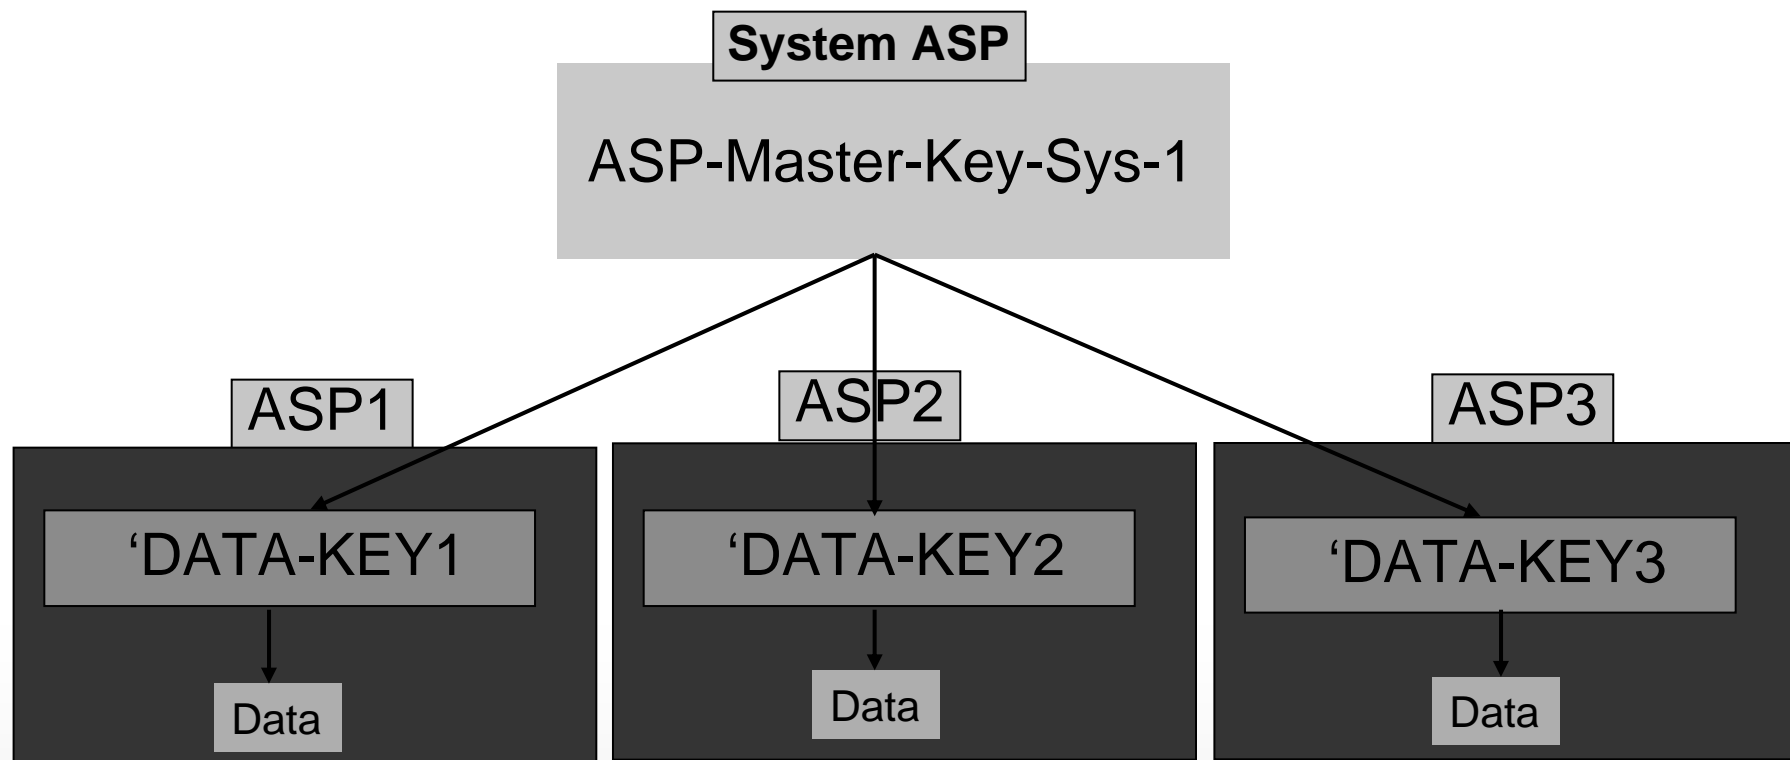 System ASP
ASP-Master-Key-Sys-1
ASP1
ASP2
ASP3
‘DATA-KEY1
‘DATA-KEY2
‘DATA-KEY3
Data
Data
Data